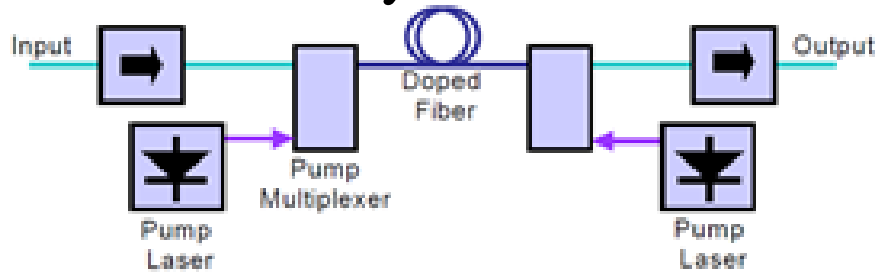 Input
Output
Doped
Fiber
Pump
Multiplexer
Pump
Laser
Pump
Laser